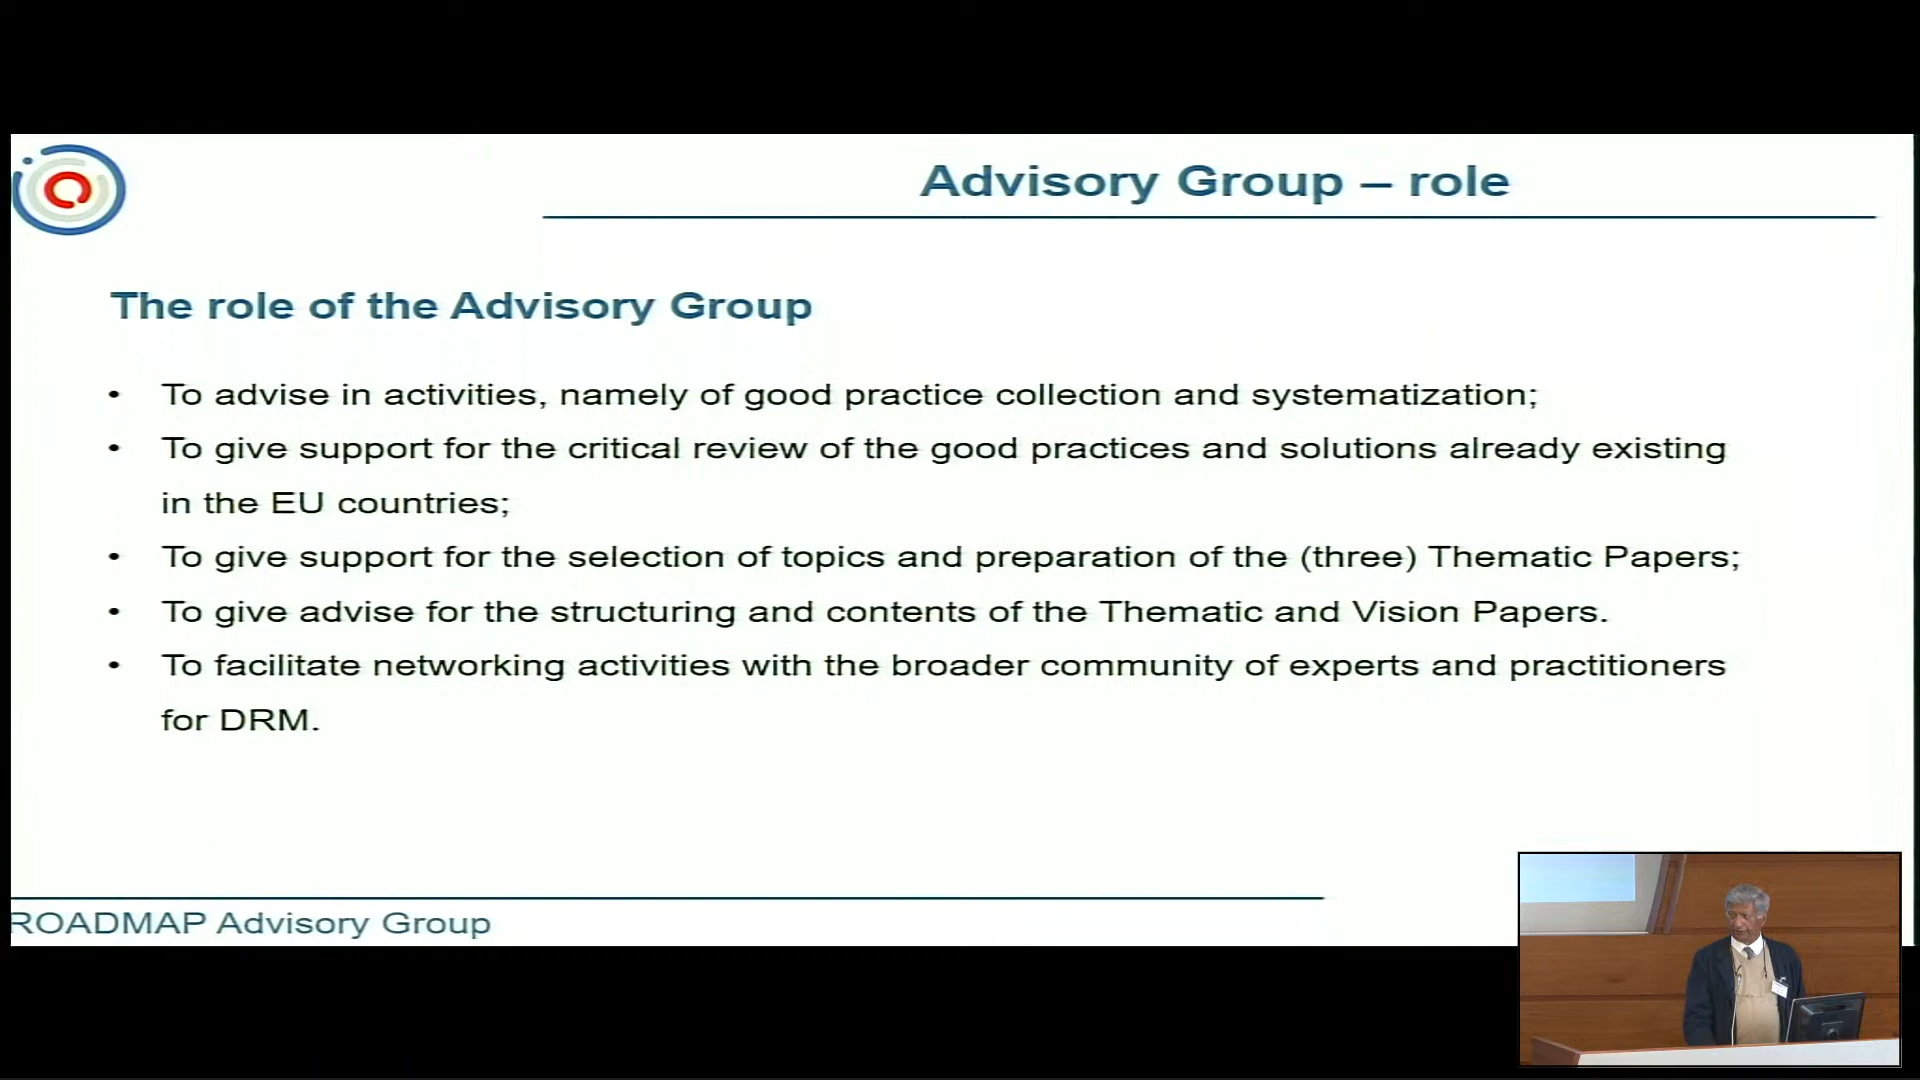 Advisory Group – role
The role of the Advisory Group
• To advise in activities, namely of good practice collection and systematization;
• To give support for the critical review of the good practices and solutions already existing
in the EU countries;
• To give support for the selection of topics and preparation of the (three) Thematic Papers;
• To give advise for the structuring and contents of the Thematic and Vision Papers.
• To facilitate networking activities with the broader community of experts and practitioners
for DRM.
ROADMAP Advisory Group